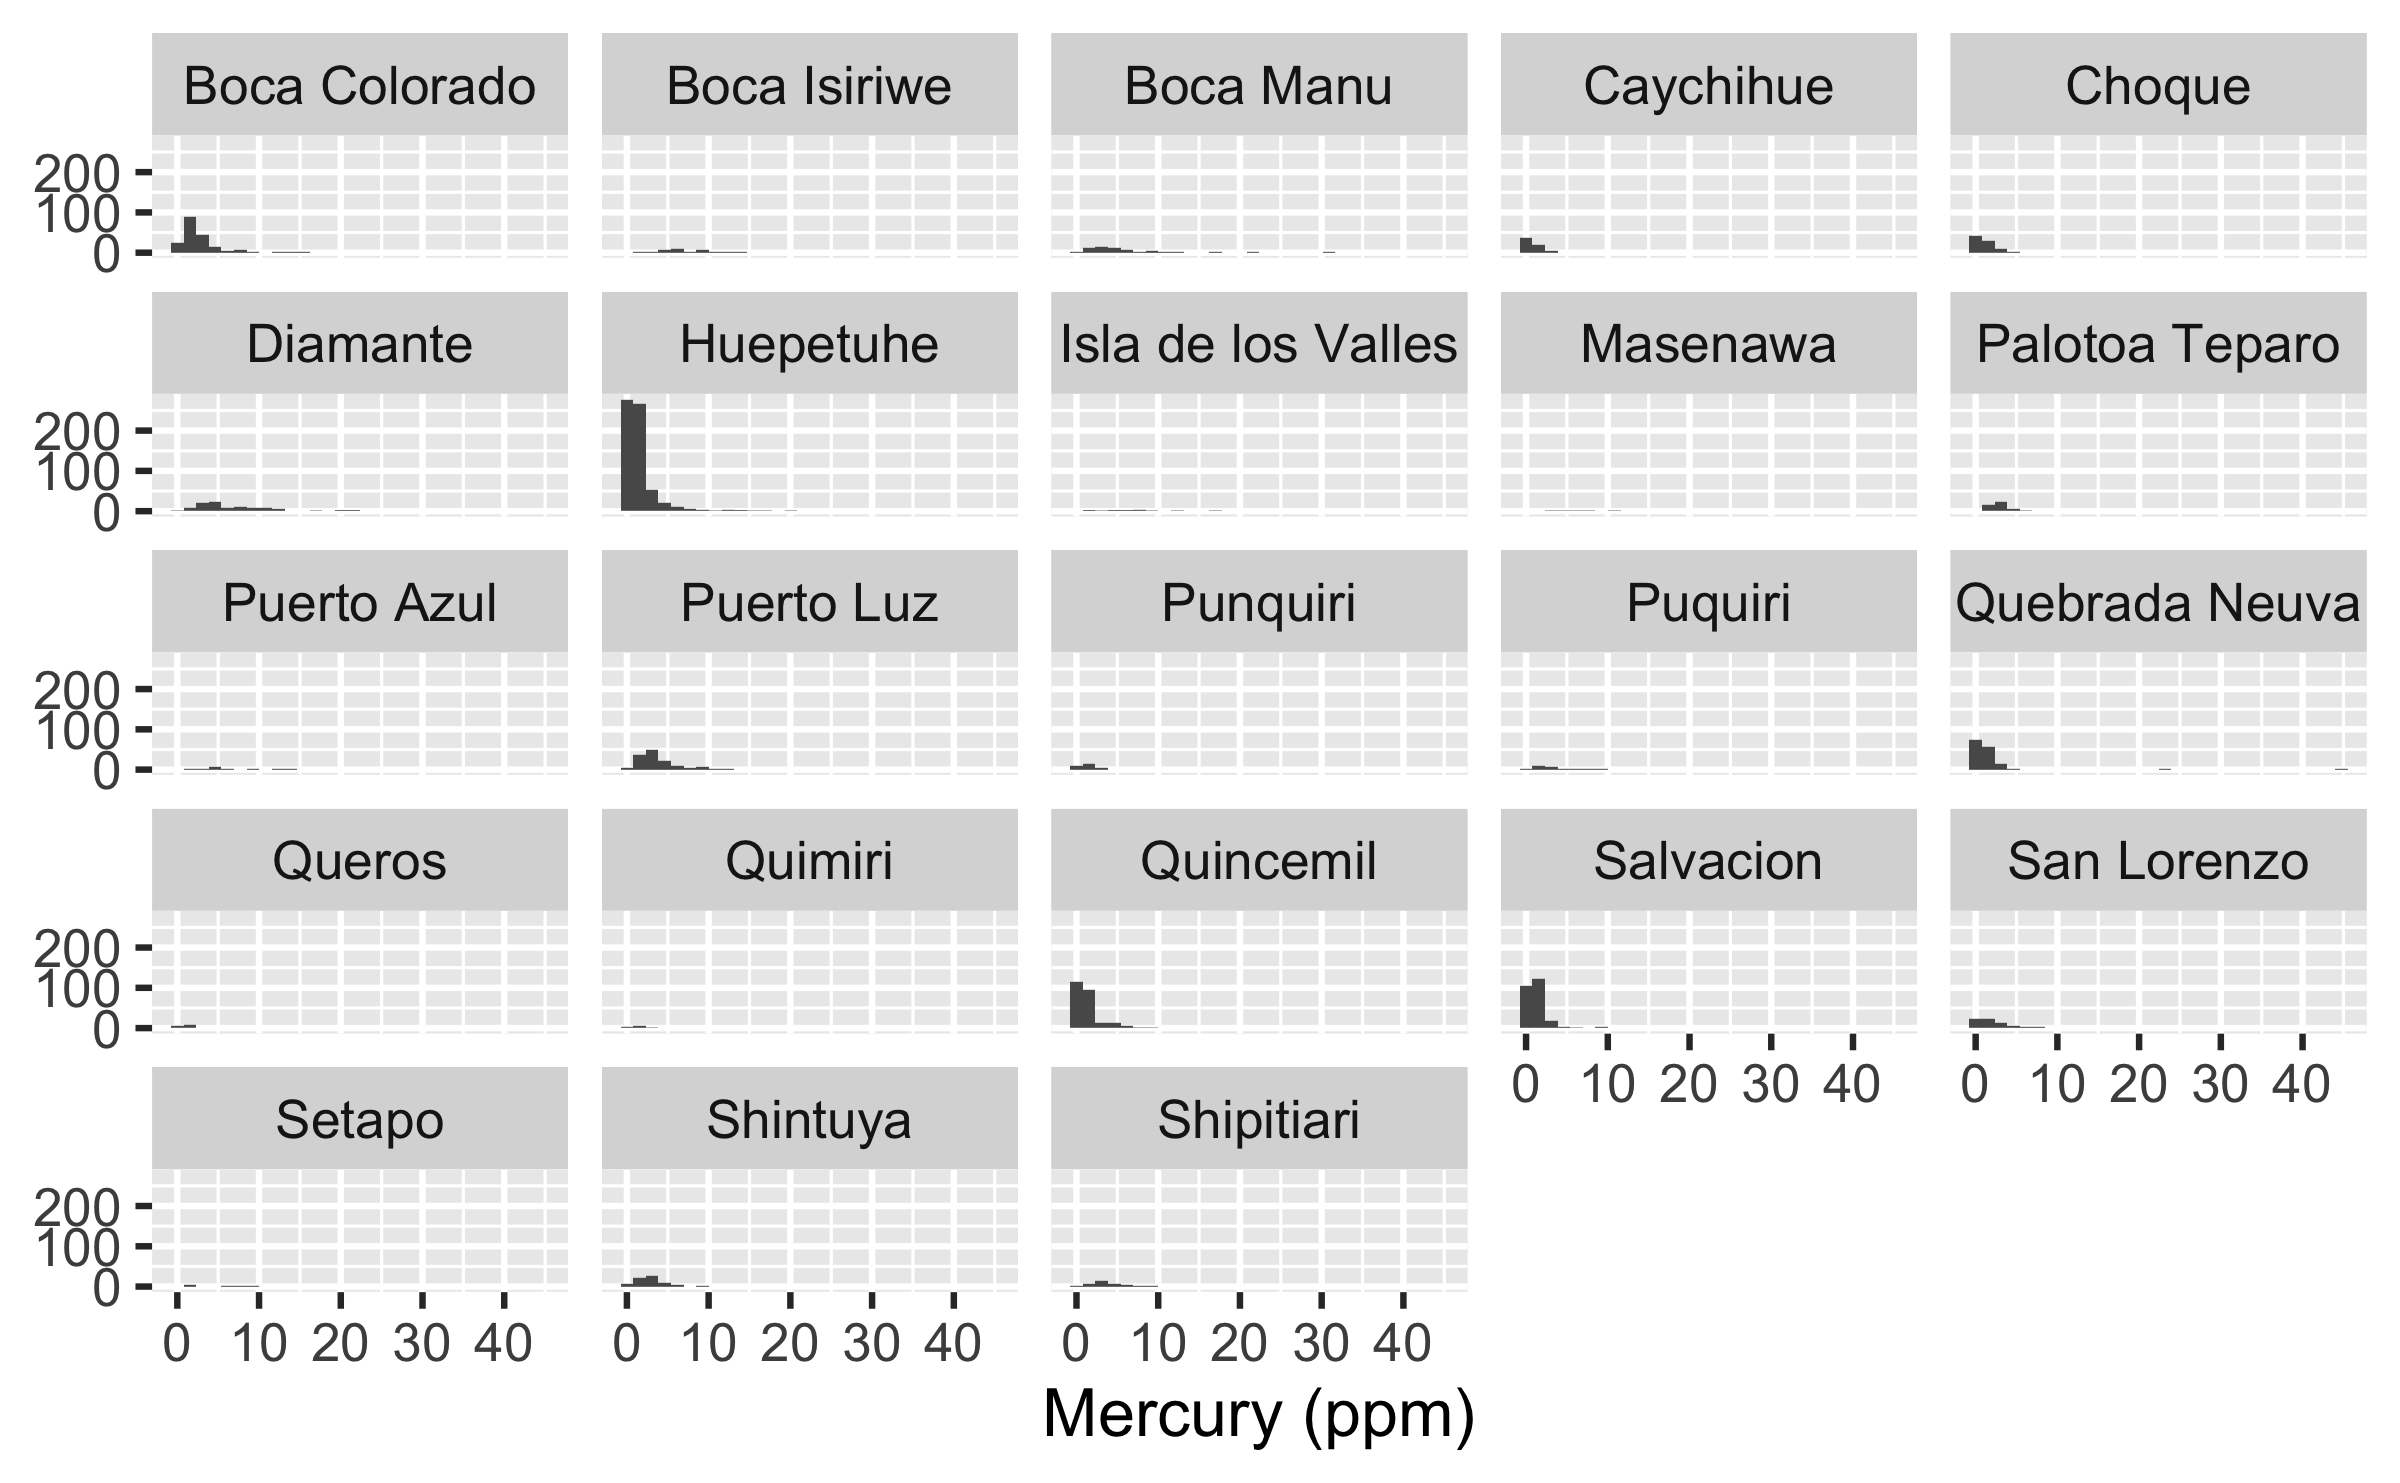 Boca Colorado Boca Isiriwe Boca Manu Caychihue Choque
200
100
0
Diamante Huepetuhe Isla de los Valles Masenawa Palotoa Teparo
200
100
0
Puerto Azul Puerto Luz Punquiri Puquiri Quebrada Neuva
200
100
0
Queros Quimiri Quincemil Salvacion San Lorenzo
200
100
0
0 10 20 30 40 0 10 20 30 40
Setapo Shintuya Shipitiari
200
100
0
0 10 20 30 40 0 10 20 30 40 0 10 20 30 40
Mercury (ppm)